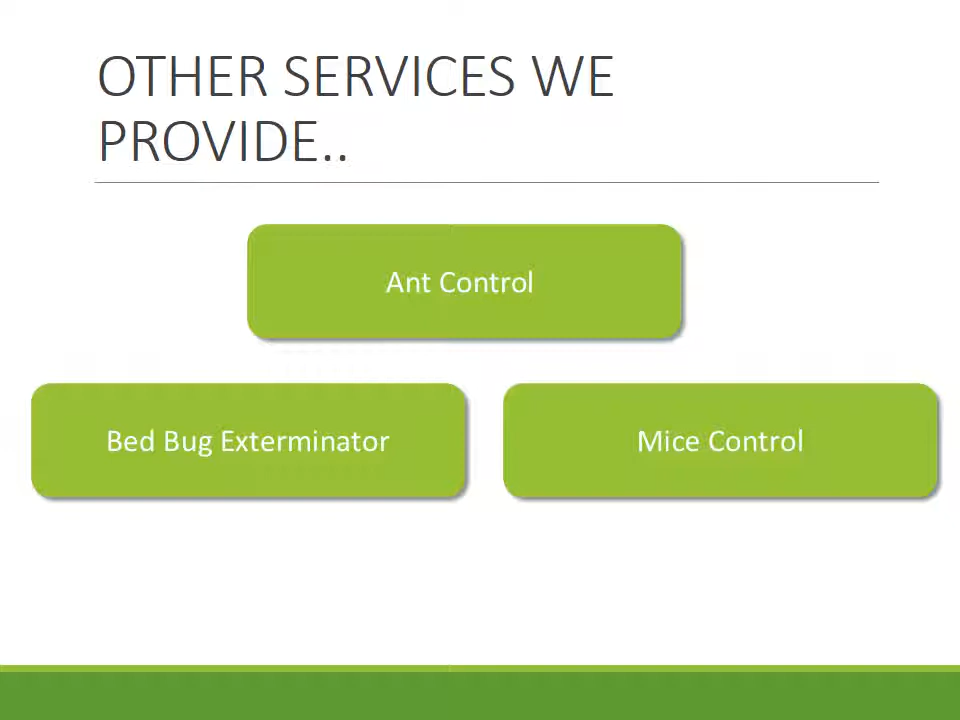 OTHER SERVICES WE
PROVIDE..
Ant Control
Bed Bug Exterminator
Mice Control